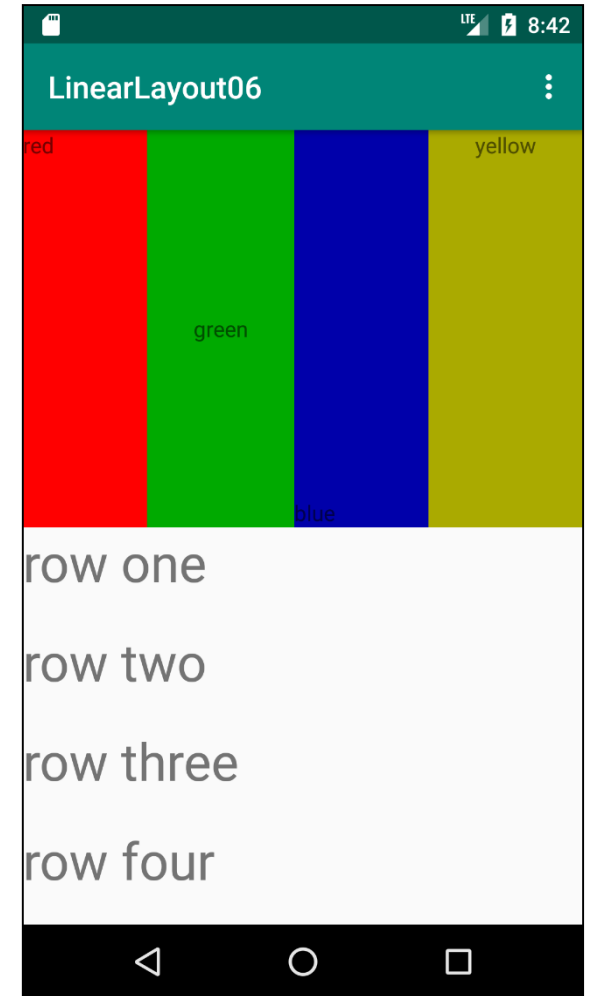 LTE 8:42
LinearLayout06
red yellow
green
blue
row one
row two
row three
row four